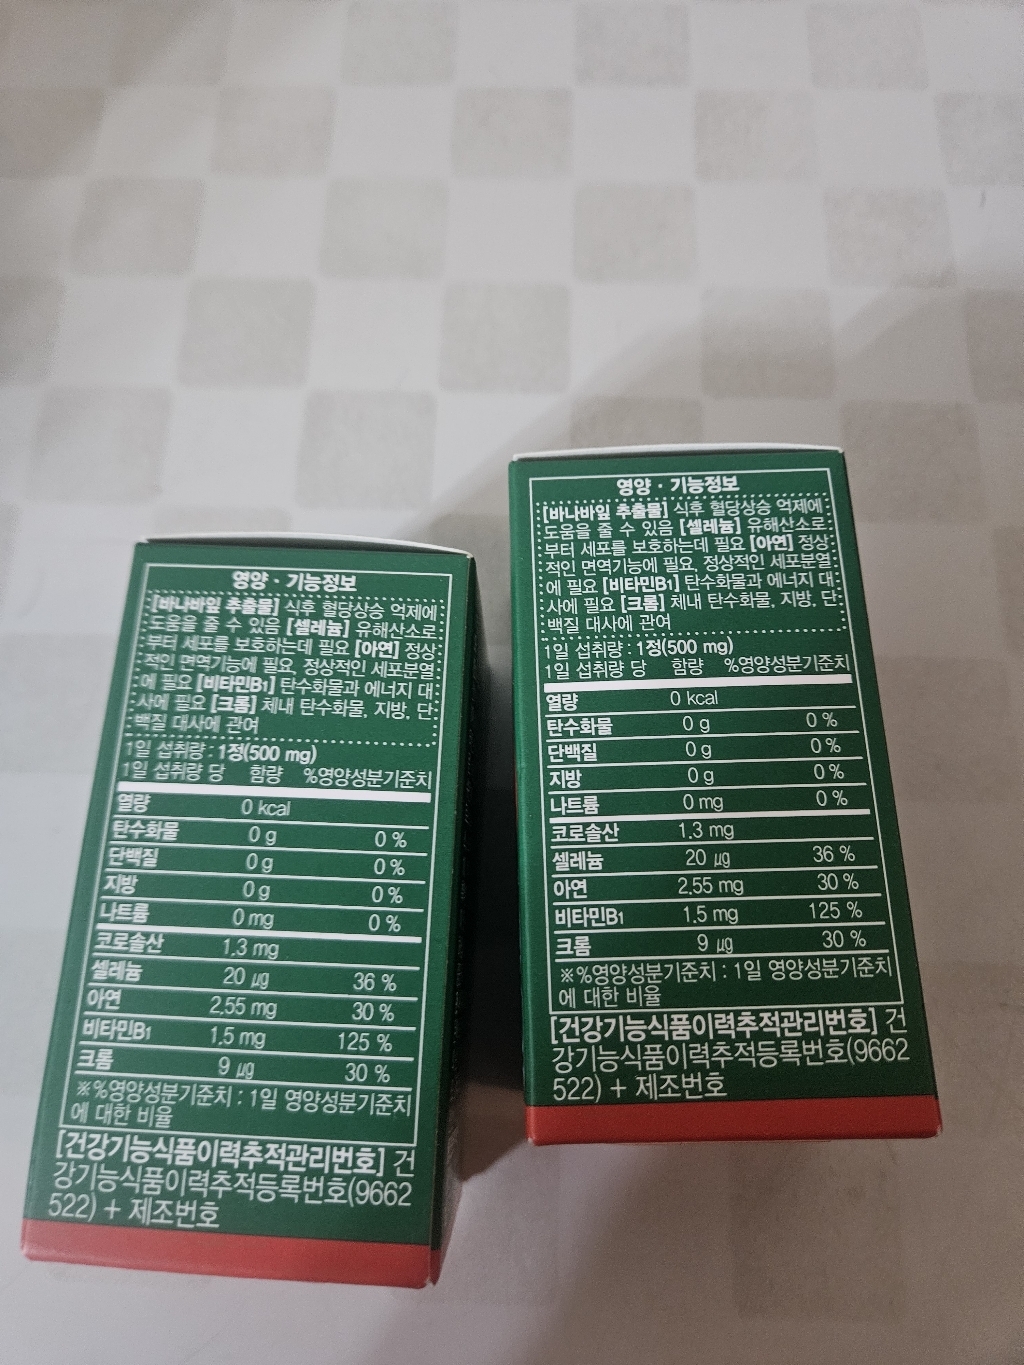 영양 · 기능정보
[바나바잎 추출물] 식후 혈당상승 억제에
도움을 줄 수 있음 [셀레늄] 유해산소로
부터 세포를 보호하는데 필요 [아연] 정상
적인 면역기능에 필요, 정상적인 세포분열
에 필요 [비타민B1] 탄수화물과 에너지 대
사에 필요 [크롬] 체내 탄수화물, 지방, 단
백질 대사에 관여
1일 섭취량 : 1정(500 mg)
1일 섭취량 당 함량 %영양성분기준치
열량 0 kcal
탄수화물 0 g 0 %
단백질 0 g 0 %
지방 0 g 0 %
나트륨 0 mg 0 %
코로솔산 1.3 mg
셀레늄 20 μg 36 %
아연 2.55 mg 30 %
비타민B1 1.5 mg 125 %
크롬 9 μg 30 %
※%영양성분기준치 : 1일 영양성분기준치
에 대한 비율
[건강기능식품이력추적관리번호] 건
강기능식품이력추적등록번호(9662
522) + 제조번호
영양 · 기능정보
[바나바잎 추출물] 식후 혈당상승 억제에
도움을 줄 수 있음 [셀레늄] 유해산소로
부터 세포를 보호하는데 필요 [아연] 정상
적인 면역기능에 필요, 정상적인 세포분열
에 필요 [비타민B1] 탄수화물과 에너지 대
사에 필요 [크롬] 체내 탄수화물, 지방, 단
백질 대사에 관여
1일 섭취량 : 1정(500 mg)
1일 섭취량 당 함량 %영양성분기준치
열량 0 kcal
탄수화물 0 g 0 %
단백질 0 g 0 %
지방 0 g 0 %
나트륨 0 mg 0 %
코로솔산 1.3 mg
셀레늄 20 μg 36 %
아연 2.55 mg 30 %
비타민B1 1.5 mg 125 %
크롬 9 μg 30 %
※%영양성분기준치 : 1일 영양성분기준치
에 대한 비율
[건강기능식품이력추적관리번호] 건
강기능식품이력추적등록번호(9662
522) + 제조번호